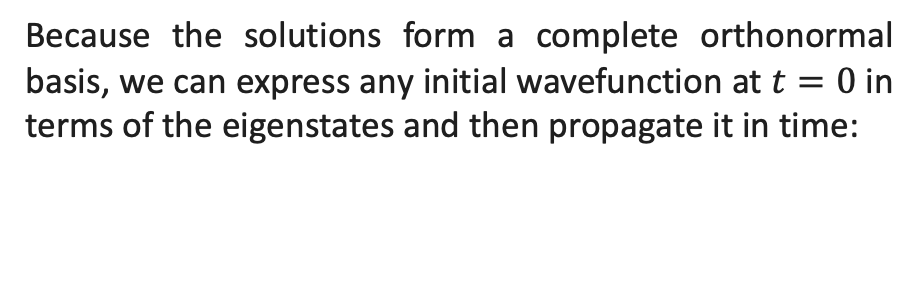 Because the solutions form a complete orthonormal
basis, we can express any initial wavefunction at t = 0 in
terms of the eigenstates and then propagate it in time: